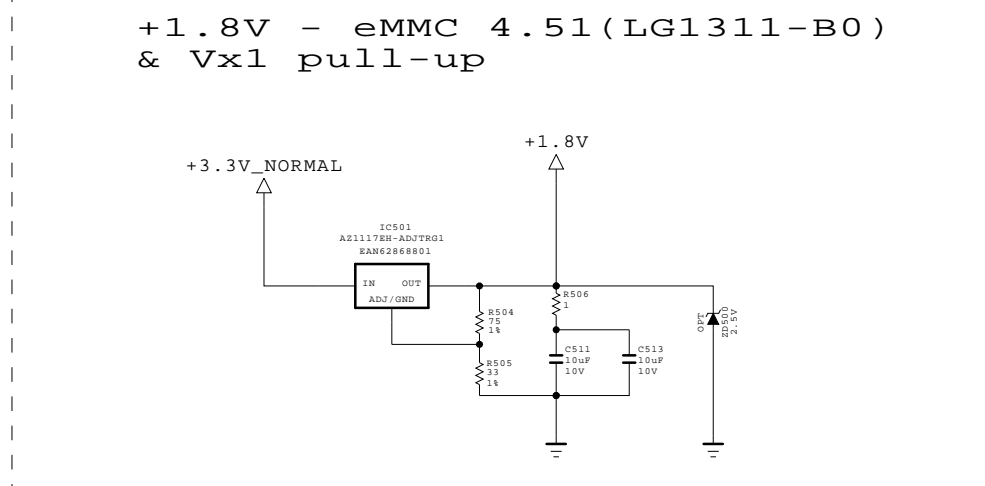 +1.8V - eMMC 4.51(LG1311-B0)
& Vx1 pull-up
+1.8V
+3.3V_NORMAL
IC501
AZ1117EH-ADJTRG1
EAN62868801
IN OUT
ADJ/GND
R506
1
R504
75
1%
R505
33
1%
C511
10uF
10V
C513
10uF
10V
OPT
ZD500
2.5V